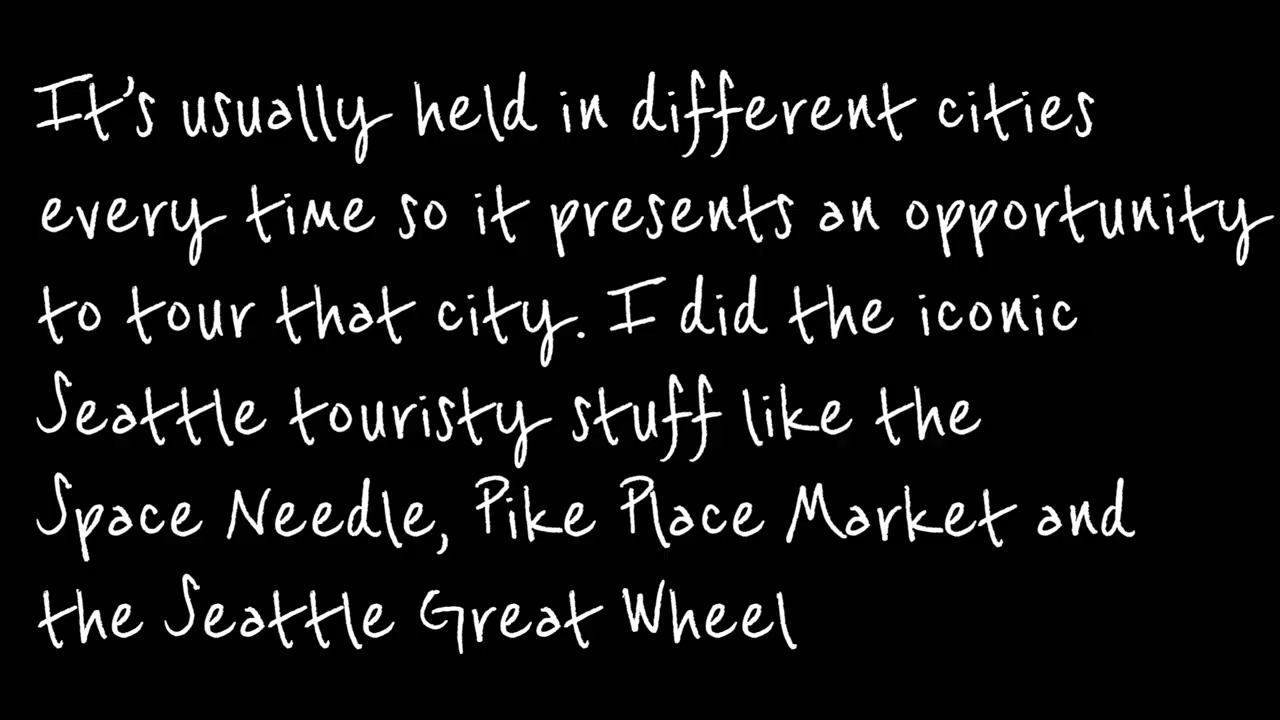 It's usually held in different cities
every time so it presents an opportunity
to tour that city. I did the iconic
Seattle touristy stuff like the
Space Needle, Pike Place Market and
the Seattle Great Wheel